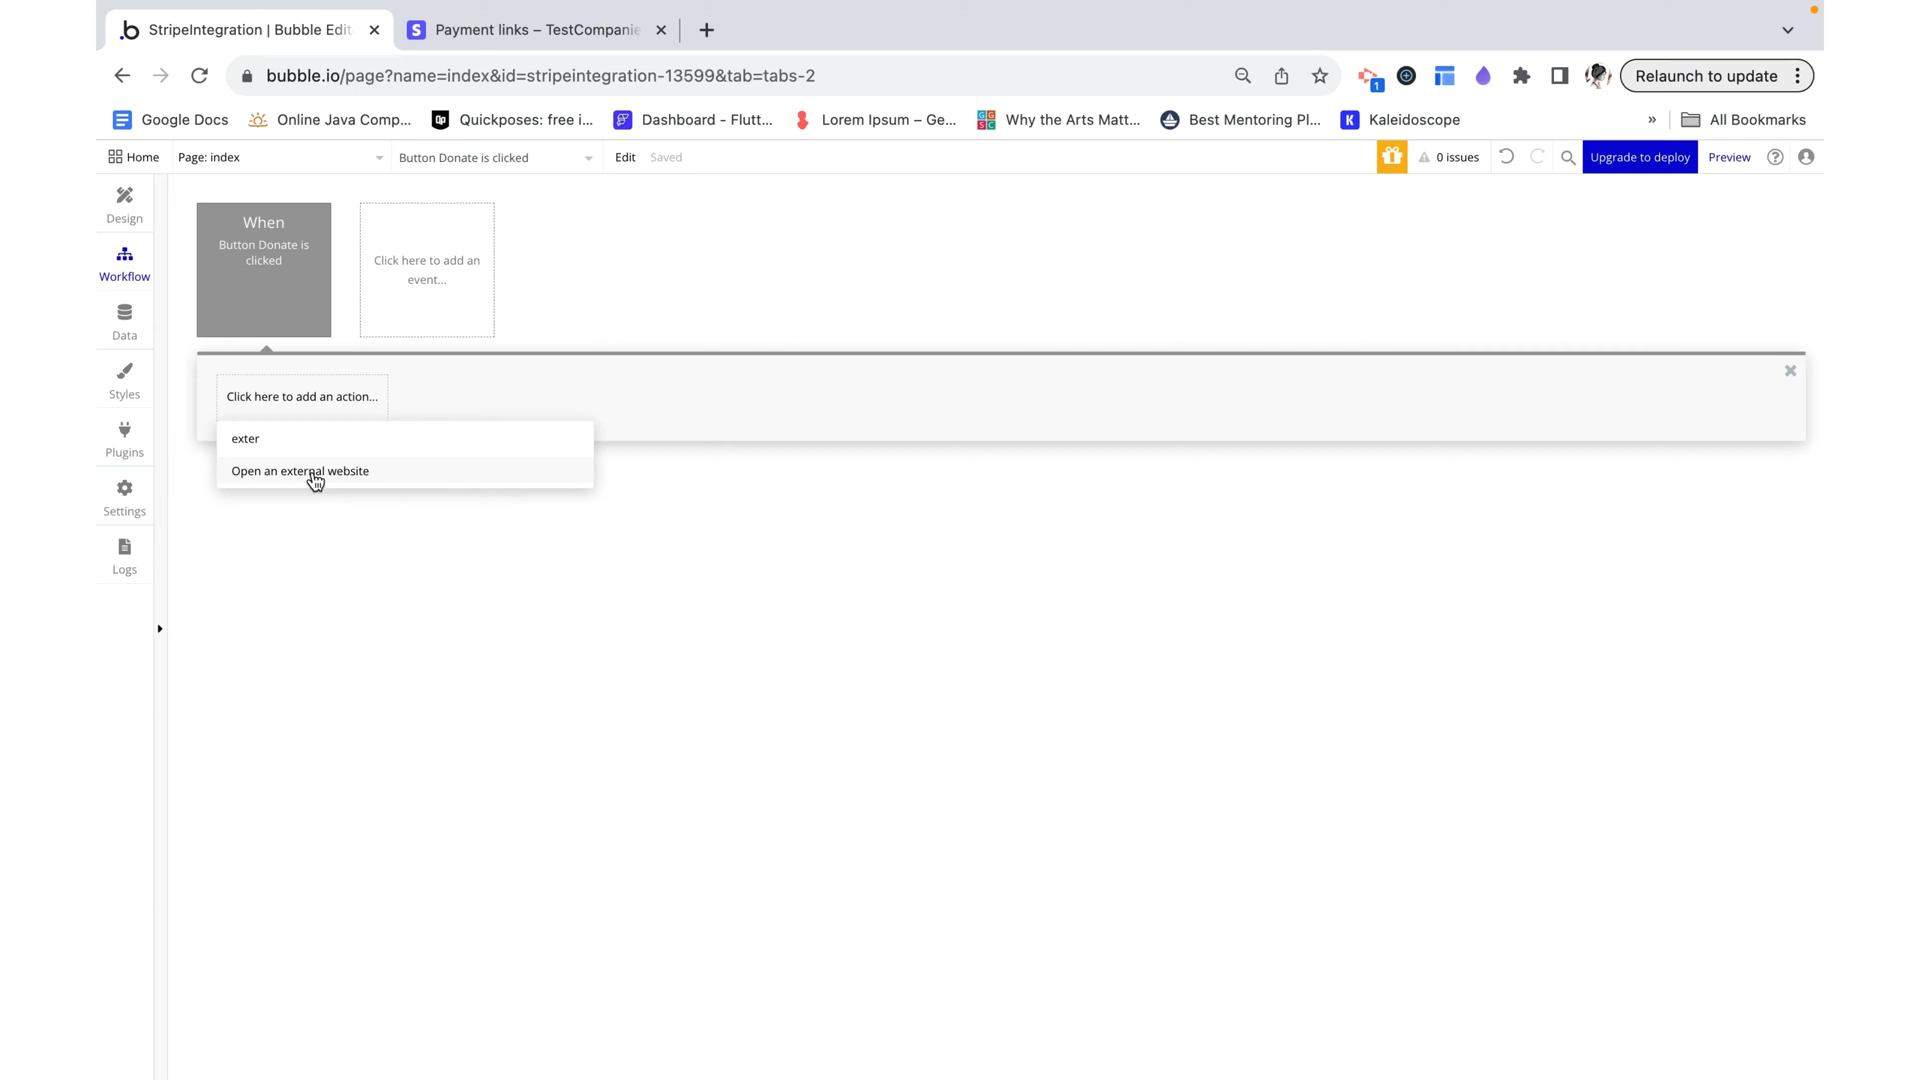 StripeIntegration | Bubble Edit
Payment links – TestCompanie
bubble.io/page?name=index&id=stripeintegration-13599&tab=tabs-2
1
Relaunch to update
Google Docs
Online Java Comp...
Quickposes: free i...
Dashboard - Flutt...
Lorem Ipsum – Ge...
Why the Arts Matt...
Best Mentoring Pl...
Kaleidoscope
»
All Bookmarks
Home
Page: index
Button Donate is clicked
Edit
Saved
0 issues
Upgrade to deploy
Preview
Design
Workflow
Data
Styles
Plugins
Settings
Logs
When
Button Donate is
clicked
Click here to add an
event...
Click here to add an action...
exter
Open an external website